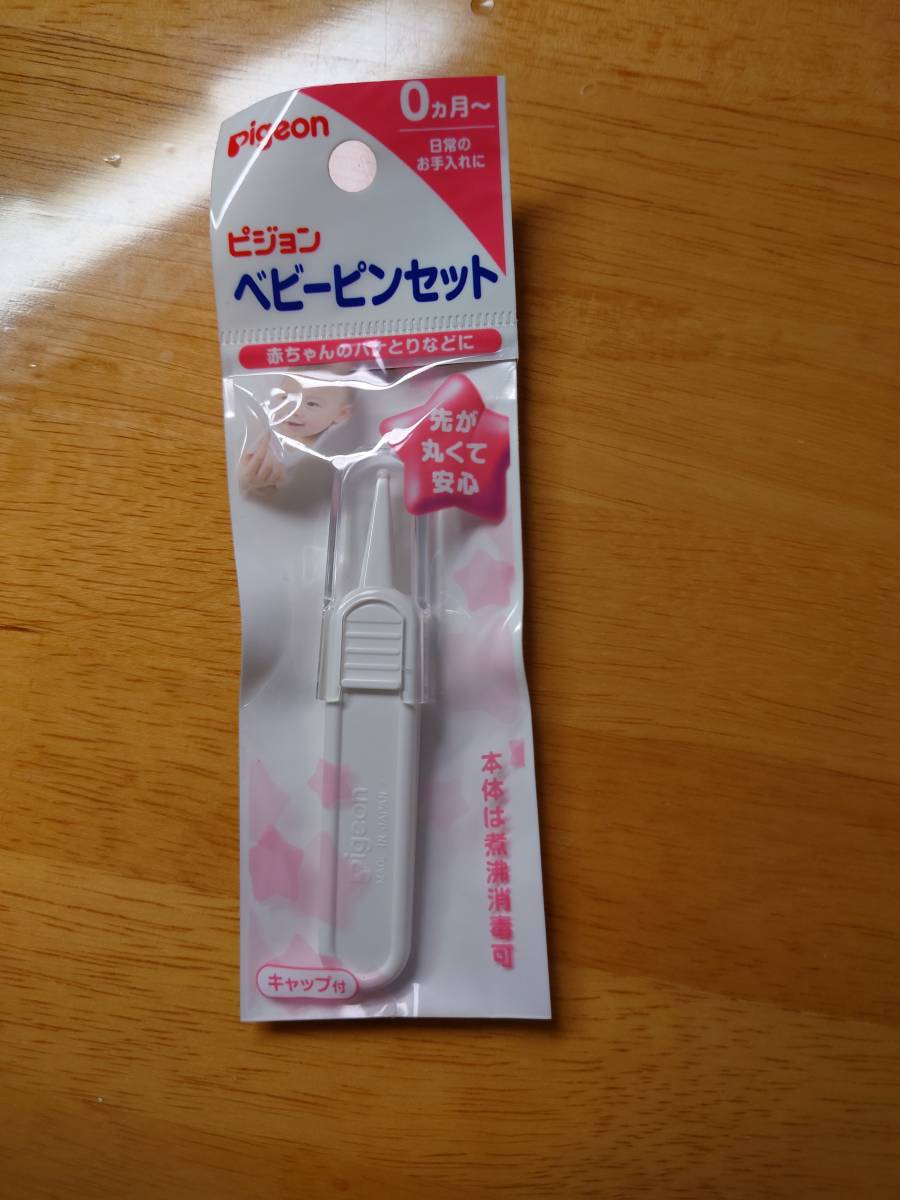 Pigeon
0ヵ月～
日常の
お手入れに
ピジョン
ベビーピンセット
赤ちゃんのハナとりなどに
先が
丸くて
安心
Pigeon
MADE IN JAPAN
本体は煮沸消毒可
キャップ付